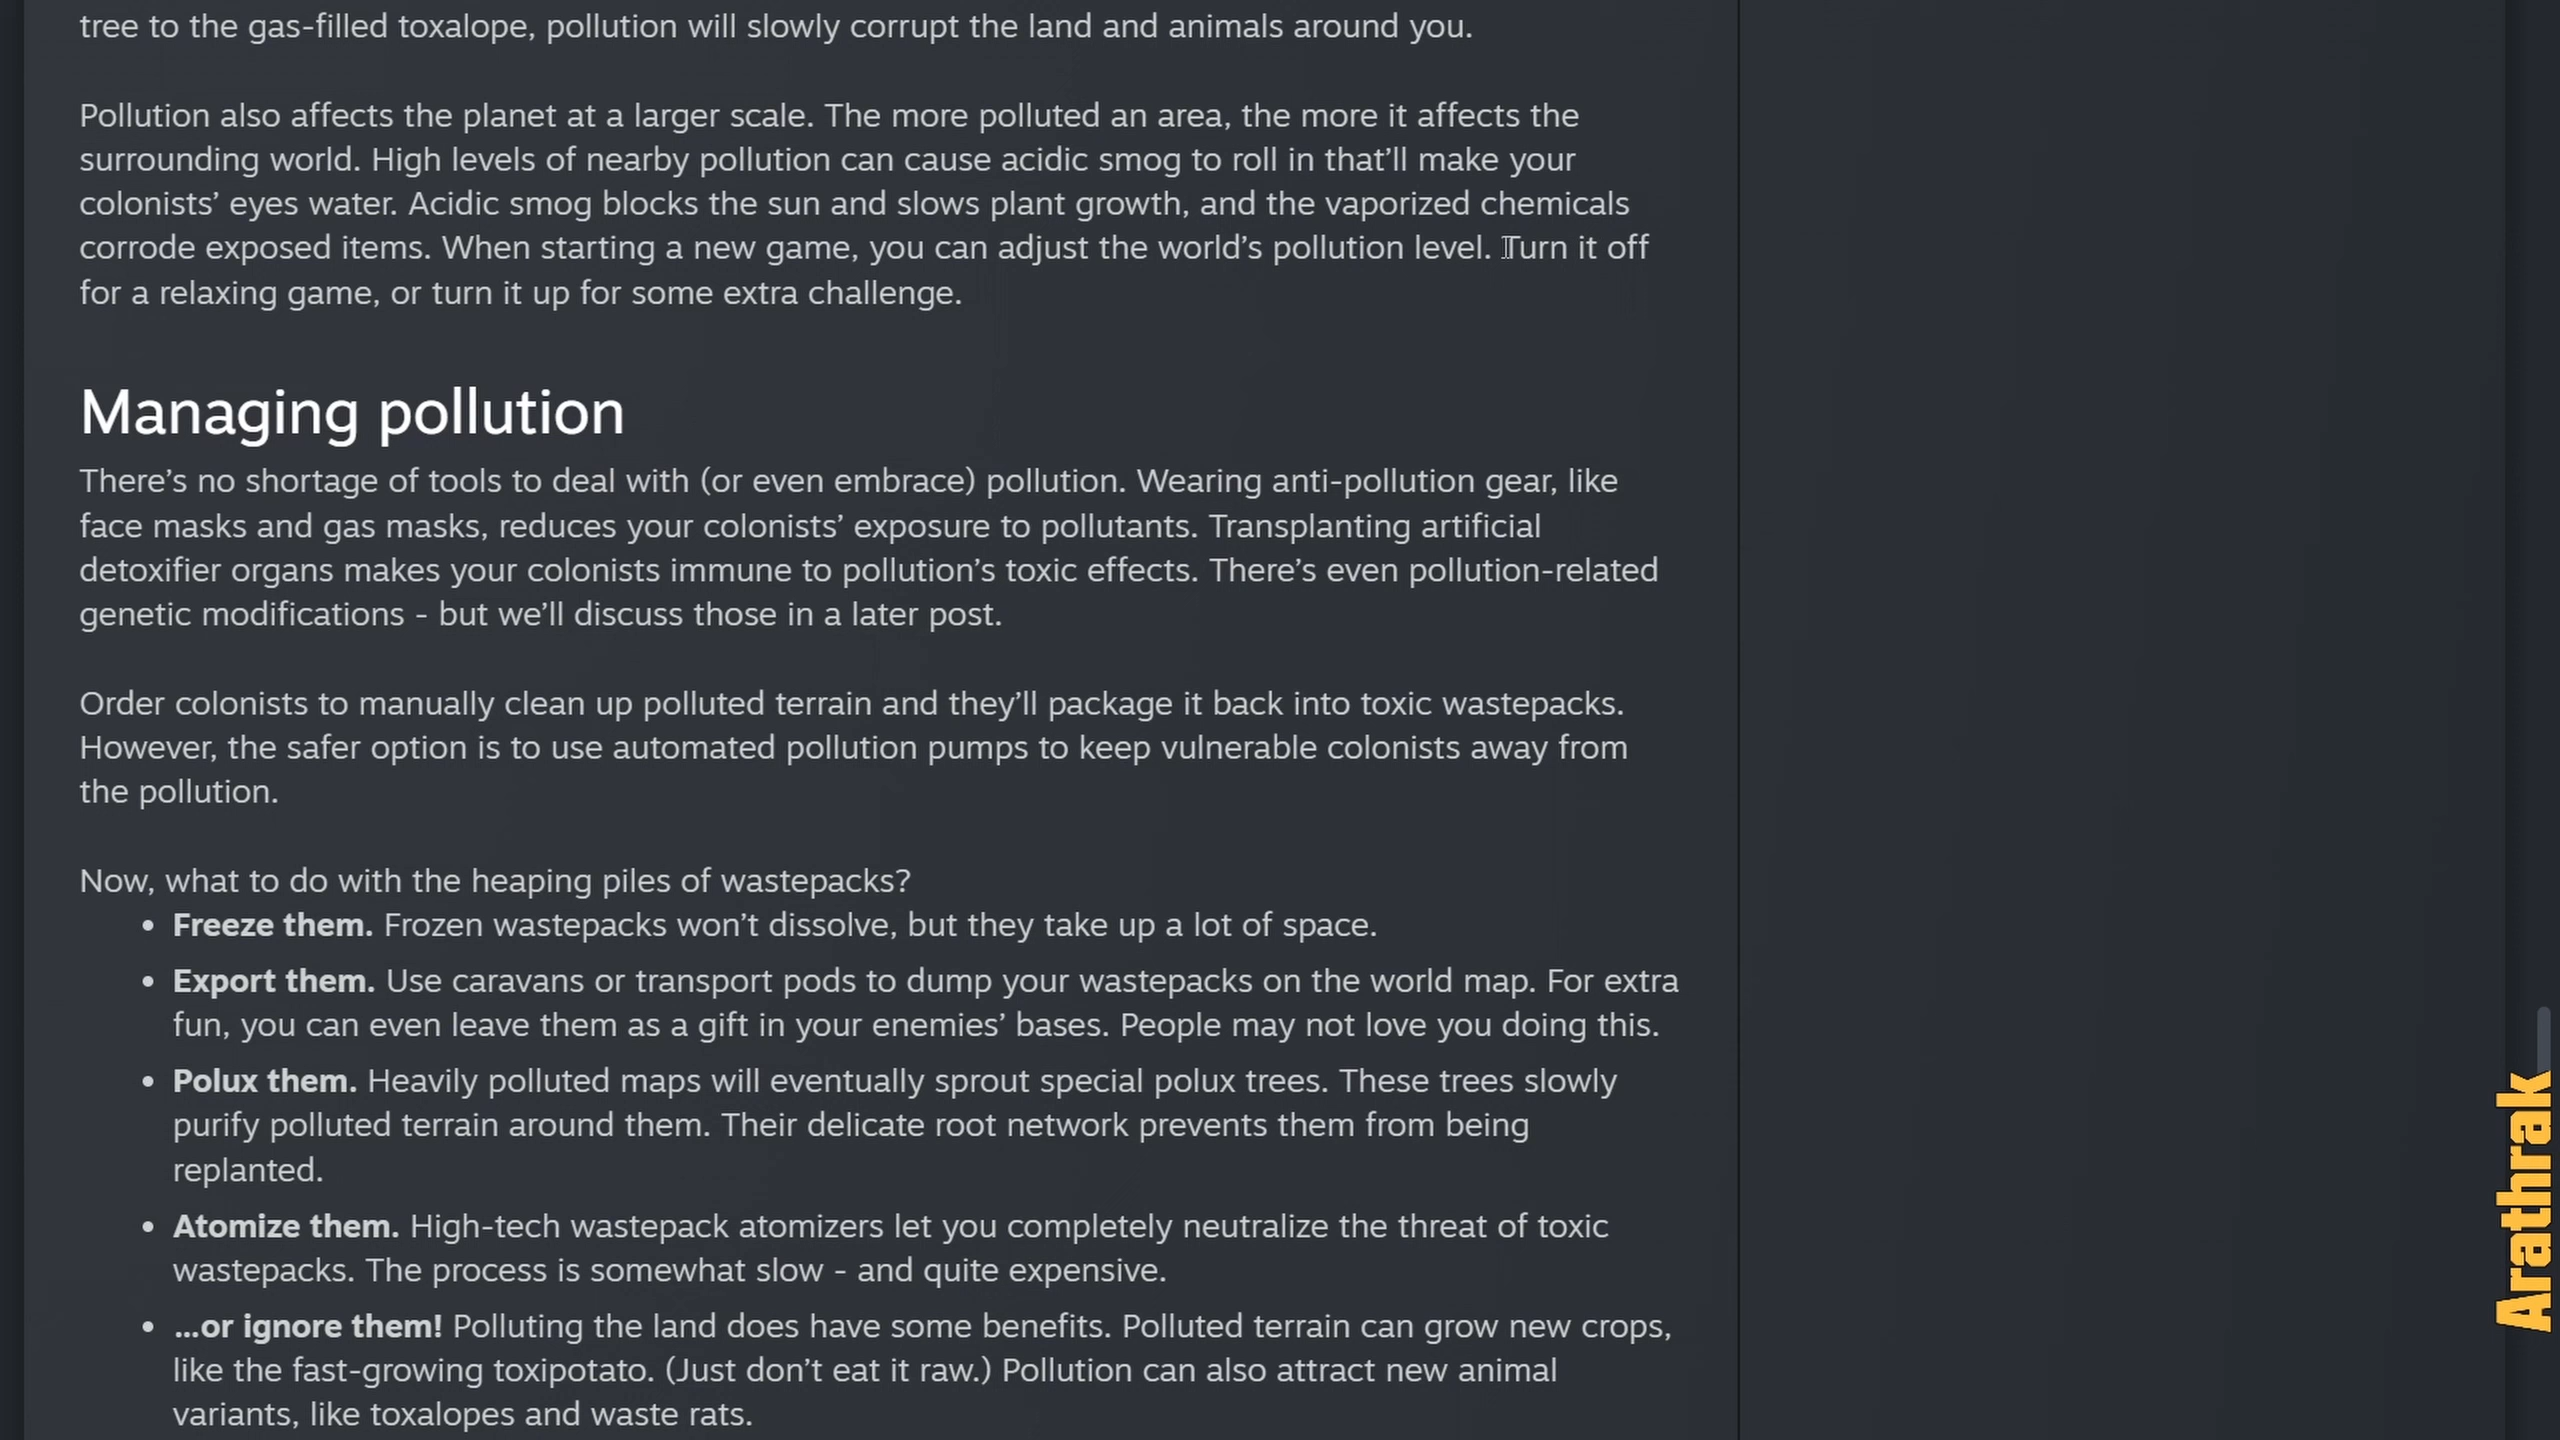 tree to the gas-filled toxalope, pollution will slowly corrupt the land and animals around you.
Pollution also affects the planet at a larger scale. The more polluted an area, the more it affects the
surrounding world. High levels of nearby pollution can cause acidic smog to roll in that’ll make your
colonists’ eyes water. Acidic smog blocks the sun and slows plant growth, and the vaporized chemicals
corrode exposed items. When starting a new game, you can adjust the world’s pollution level. Turn it off
for a relaxing game, or turn it up for some extra challenge.
Managing pollution
There’s no shortage of tools to deal with (or even embrace) pollution. Wearing anti-pollution gear, like
face masks and gas masks, reduces your colonists’ exposure to pollutants. Transplanting artificial
detoxifier organs makes your colonists immune to pollution’s toxic effects. There’s even pollution-related
genetic modifications - but we’ll discuss those in a later post.
Order colonists to manually clean up polluted terrain and they’ll package it back into toxic wastepacks.
However, the safer option is to use automated pollution pumps to keep vulnerable colonists away from
the pollution.
Now, what to do with the heaping piles of wastepacks?
• Freeze them. Frozen wastepacks won’t dissolve, but they take up a lot of space.
• Export them. Use caravans or transport pods to dump your wastepacks on the world map. For extra
fun, you can even leave them as a gift in your enemies’ bases. People may not love you doing this.
• Polux them. Heavily polluted maps will eventually sprout special polux trees. These trees slowly
purify polluted terrain around them. Their delicate root network prevents them from being
replanted.
• Atomize them. High-tech wastepack atomizers let you completely neutralize the threat of toxic
wastepacks. The process is somewhat slow - and quite expensive.
• ...or ignore them! Polluting the land does have some benefits. Polluted terrain can grow new crops,
like the fast-growing toxipotato. (Just don’t eat it raw.) Pollution can also attract new animal
variants, like toxalopes and waste rats.
Arathrak